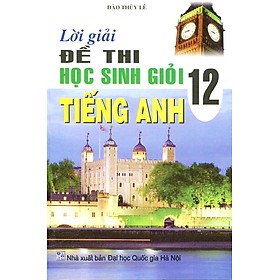 ĐÀO THÚY LÊ
Lời giải
ĐỀ THI
HỌC SINH GIỎI
12
TIẾNG ANH
Nhà xuất bản Đại học Quốc gia Hà Nội